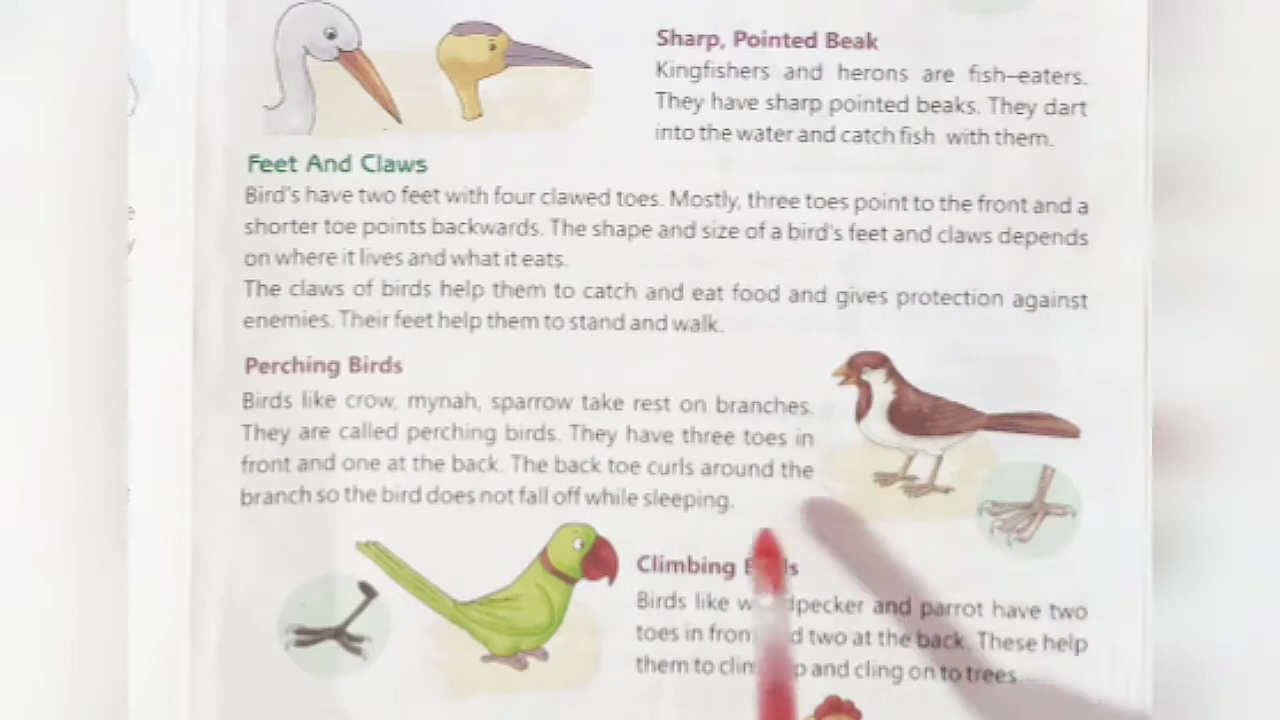 Sharp, Pointed Beak
Kingfishers and herons are fish-eaters.
They have sharp pointed beaks. They dart
into the water and catch fish with them.
Feet And Claws
Bird's have two feet with four clawed toes. Mostly, three toes point to the front and a
shorter toe points backwards. The shape and size of a bird's feet and claws depends
on where it lives and what it eats.
The claws of birds help them to catch and eat food and gives protection against
enemies. Their feet help them to stand and walk.
Perching Birds
Birds like crow, mynah, sparrow take rest on branches.
They are called perching birds. They have three toes in
front and one at the back. The back toe curls around the
branch so the bird does not fall off while sleeping.
Climbing
Birds like and parrot have two
toes in two at the back. These help
them to and cling on to trees